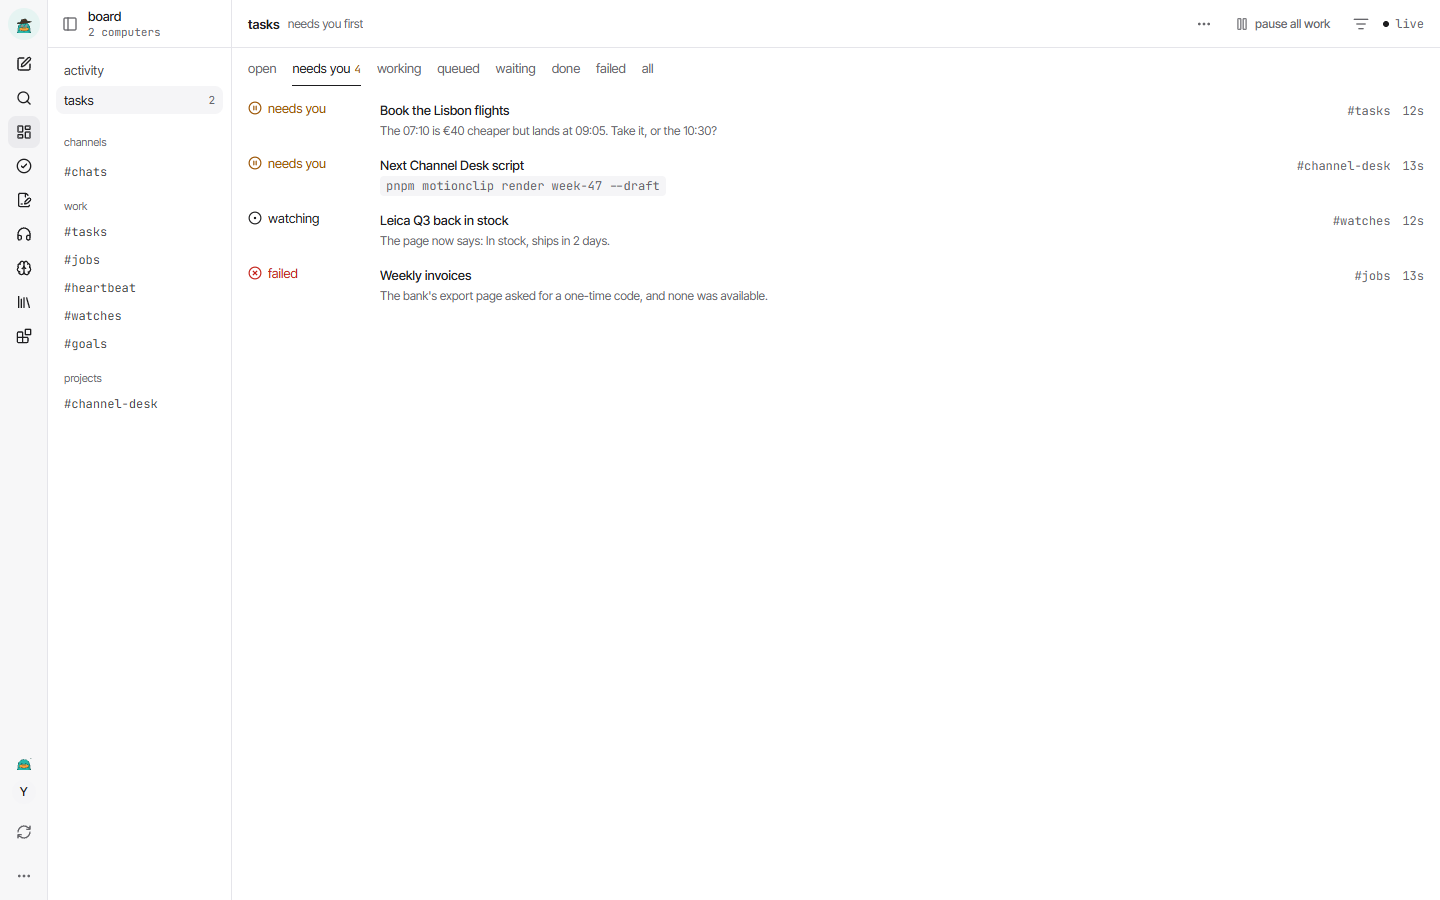 board
2 computers
tasks needs you first
pause all work
live
activity
tasks 2
channels
#chats
work
#tasks
#jobs
#heartbeat
#watches
#goals
projects
#channel-desk
open needs you 4 working queued waiting done failed all
needs you Book the Lisbon flights #tasks 12s
The 07:10 is €40 cheaper but lands at 09:05. Take it, or the 10:30?
needs you Next Channel Desk script #channel-desk 13s
pnpm motionclip render week-47 --draft
watching Leica Q3 back in stock #watches 12s
The page now says: In stock, ships in 2 days.
failed Weekly invoices #jobs 13s
The bank's export page asked for a one-time code, and none was available.
Y